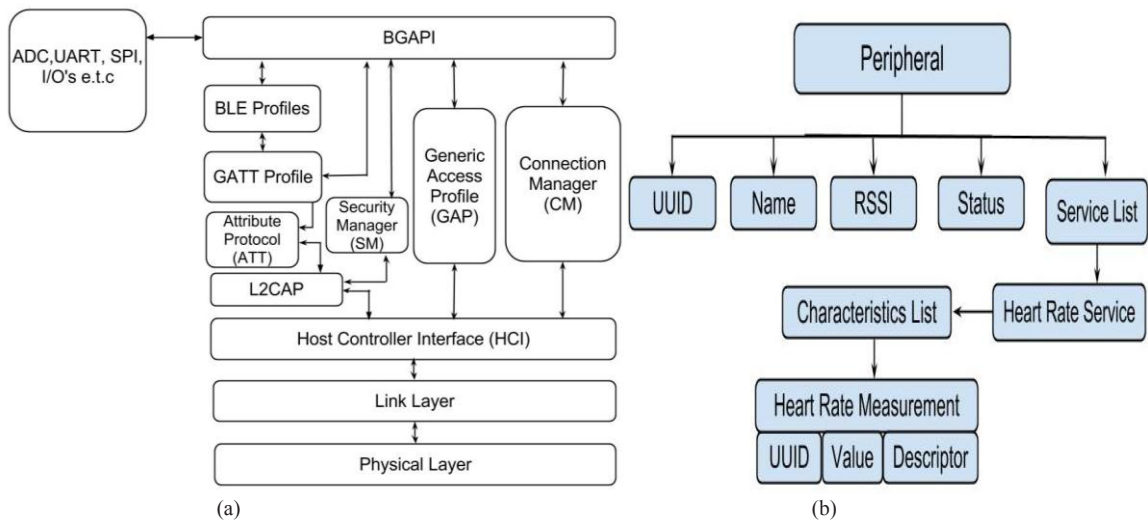 ADC,UART, SPI,
I/O's e.t.c
BGAPI
BLE Profiles
GATT Profile
Attribute
Protocol
(ATT)
Security
Manager
(SM)
Generic
Access
Profile
(GAP)
Connection
Manager
(CM)
L2CAP
Host Controller Interface (HCI)
Link Layer
Physical Layer
(a)
Peripheral
UUID
Name
RSSI
Status
Service List
Characteristics List
Heart Rate Service
Heart Rate Measurement
UUID
Value
Descriptor
(b)